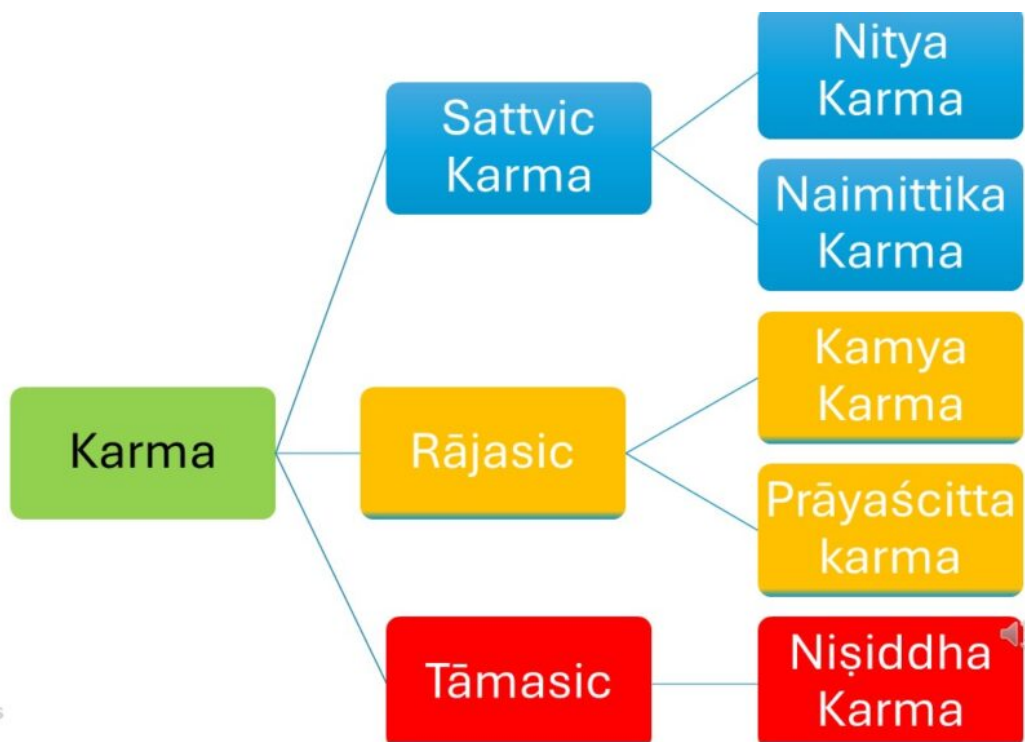 Karma
Sattvic
Karma
Nitya
Karma
Naimittika
Karma
Rājasic
Kamya
Karma
Prāyaścitta
karma
Tāmasic
Niṣiddha
Karma